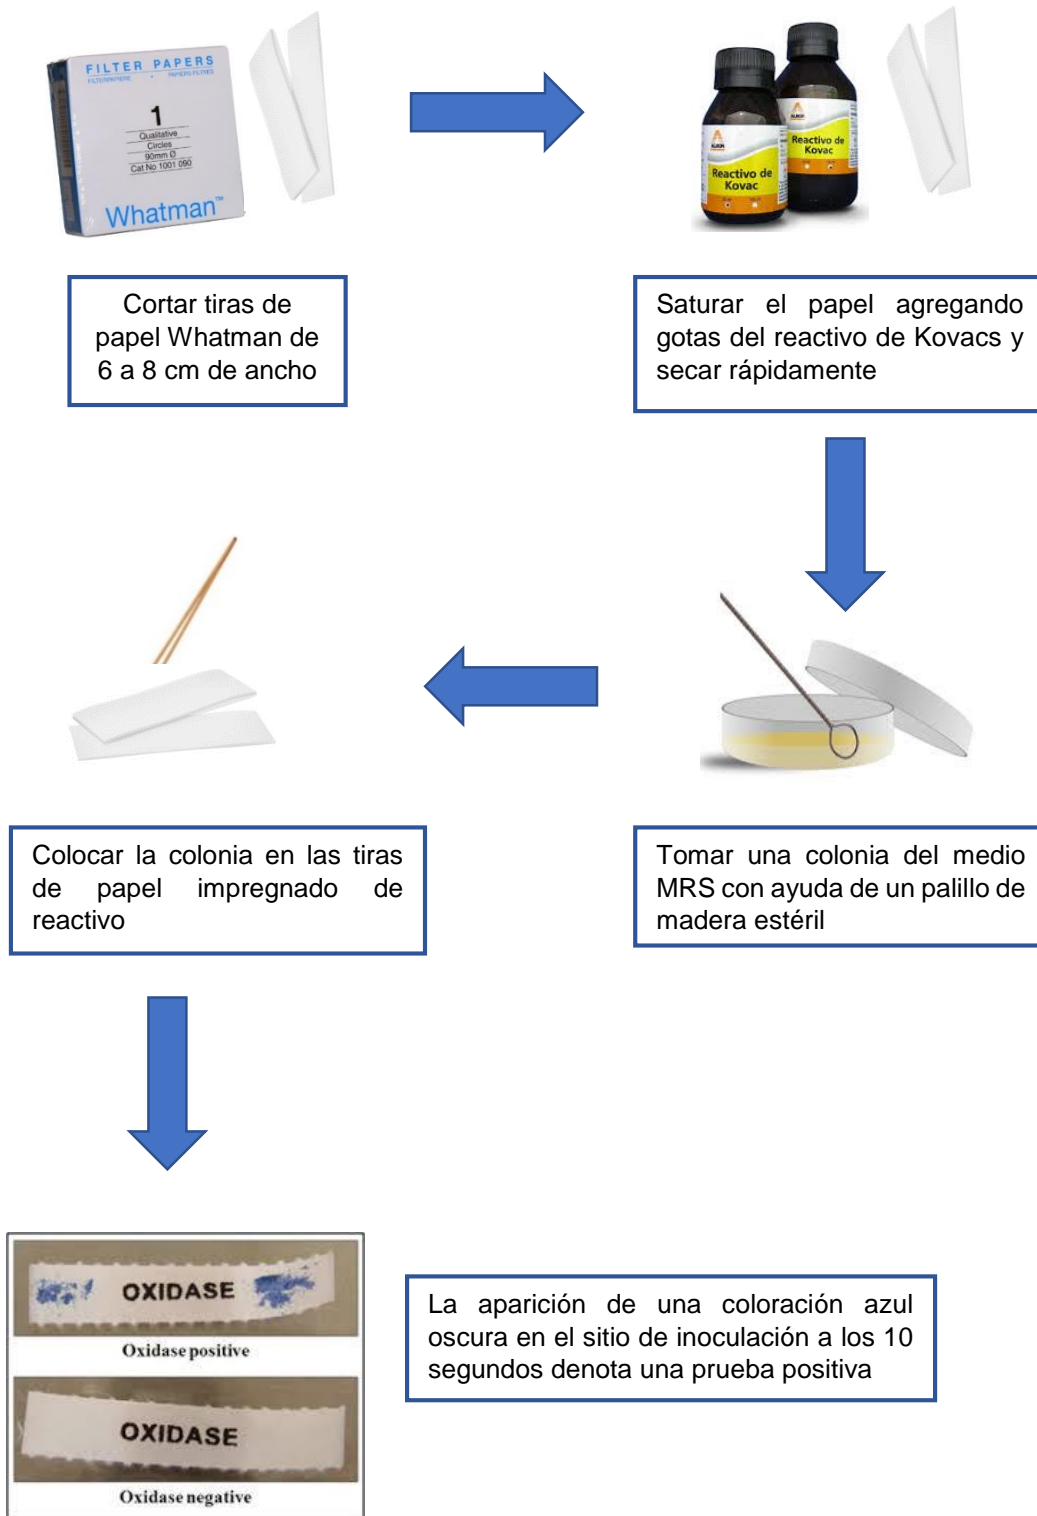 FILTER PAPERS
FILTERPAPIERE • PAPIERS FILTRES
1
Qualitative
Circles
90mm Ø
Cat No 1001 090
Whatman™
Reactivo de
Kovac
Reactivo de
Kovac
Cortar tiras de
papel Whatman de
6 a 8 cm de ancho
Saturar el papel agregando
gotas del reactivo de Kovacs y
secar rápidamente
Colocar la colonia en las tiras
de papel impregnado de
reactivo
Tomar una colonia del medio
MRS con ayuda de un palillo de
madera estéril
OXIDASE
Oxidase positive
OXIDASE
Oxidase negative
La aparición de una coloración azul
oscura en el sitio de inoculación a los 10
segundos denota una prueba positiva